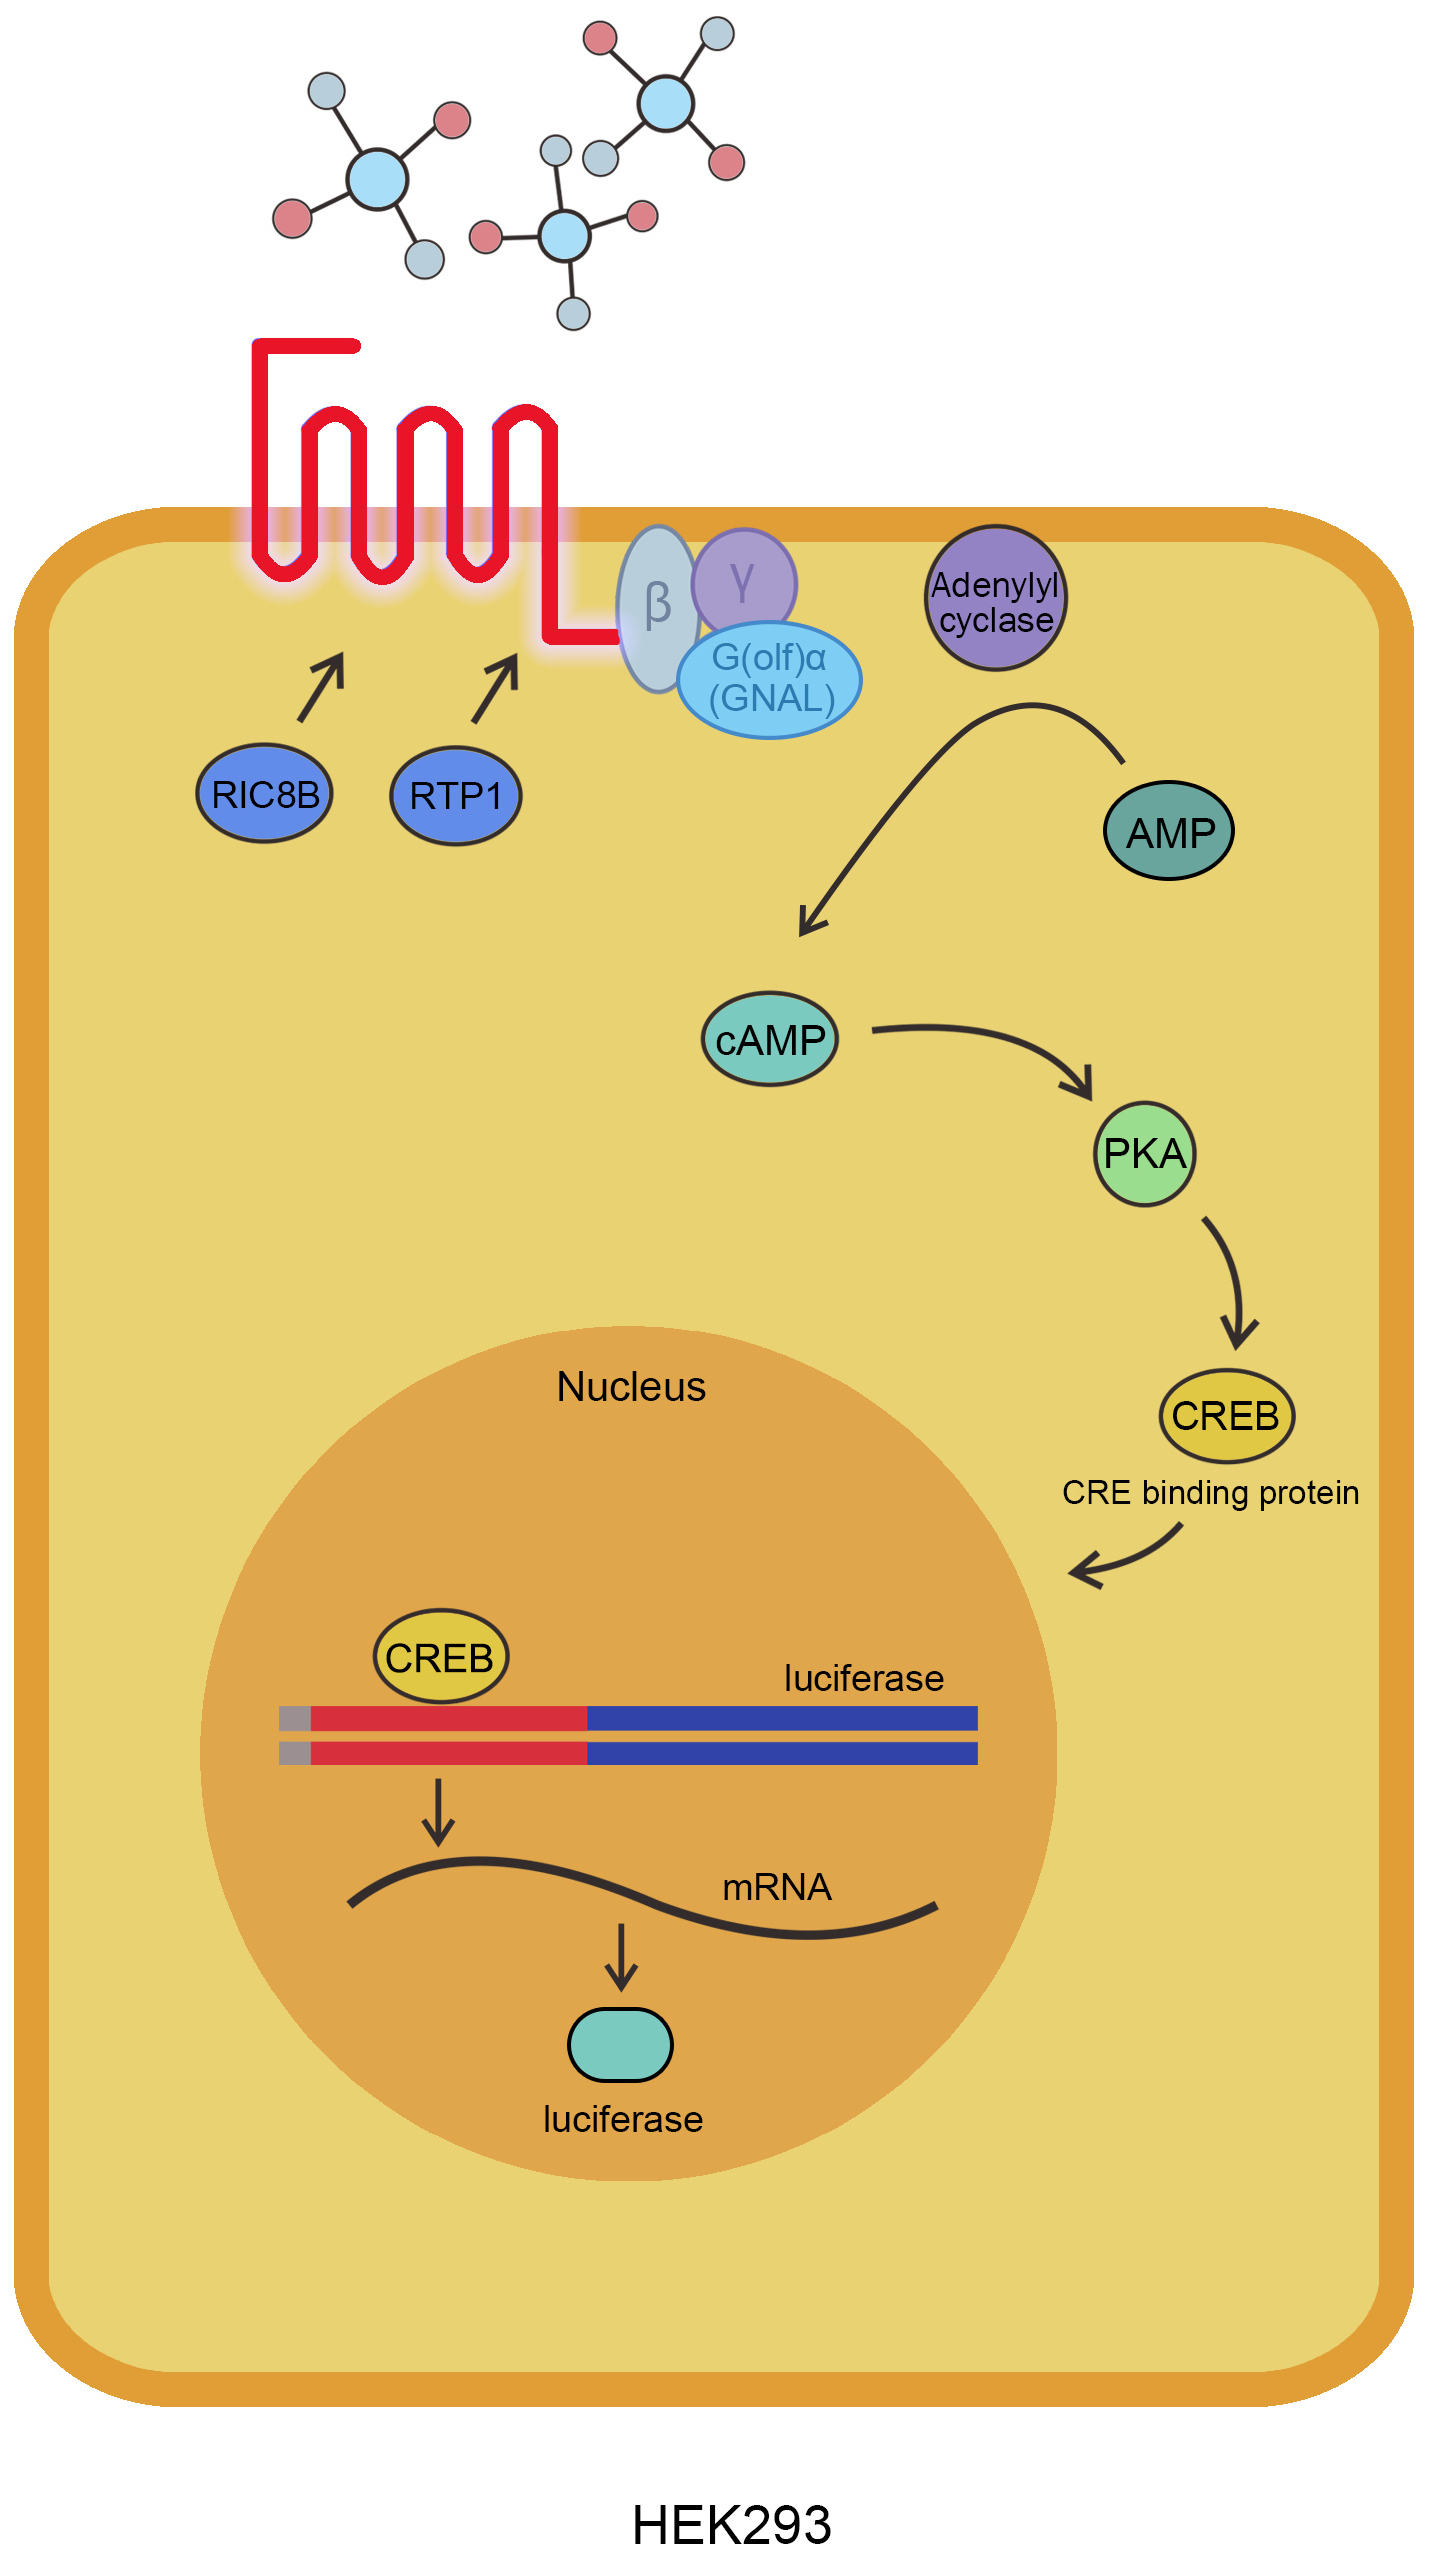 β
γ
G(olf)α
(GNAL)
Adenylyl
cyclase
RIC8B
RTP1
AMP
cAMP
PKA
CREB
CRE binding protein
Nucleus
CREB
luciferase
mRNA
luciferase
HEK293